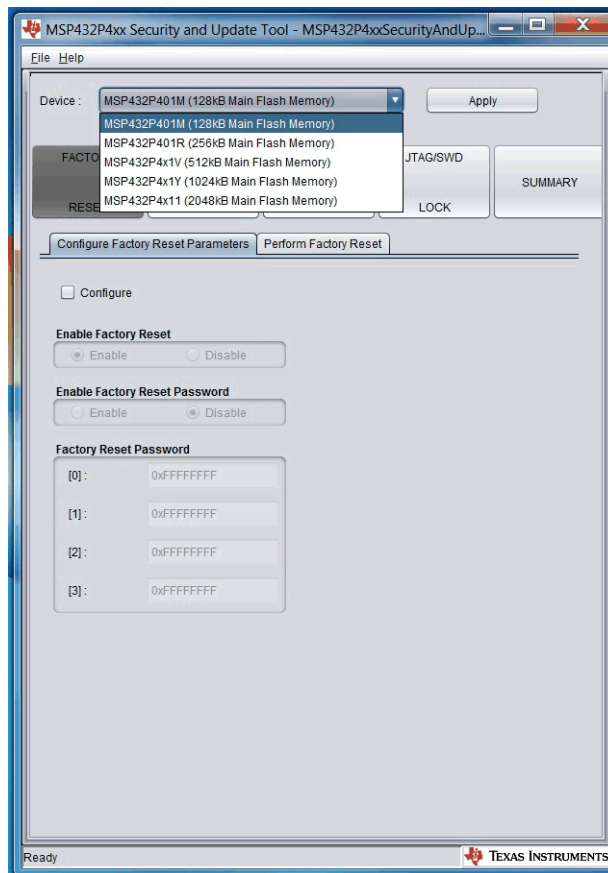 MSP432P4xx Security and Update Tool - MSP432P4xxSecurityAndUp...
File Help
Device :
MSP432P401M (128kB Main Flash Memory)
Apply
MSP432P401M (128kB Main Flash Memory)
MSP432P401R (256kB Main Flash Memory)
MSP432P4x1V (512kB Main Flash Memory)
MSP432P4x1Y (1024kB Main Flash Memory)
MSP432P4x11 (2048kB Main Flash Memory)
JTAG/SWD
LOCK
SUMMARY
Configure Factory Reset Parameters
Perform Factory Reset
Configure
Enable Factory Reset
Enable Disable
Enable Factory Reset Password
Enable Disable
Factory Reset Password
[0] : 0xFFFFFFFF
[1] : 0xFFFFFFFF
[2] : 0xFFFFFFFF
[3] : 0xFFFFFFFF
Ready
TEXAS INSTRUMENTS